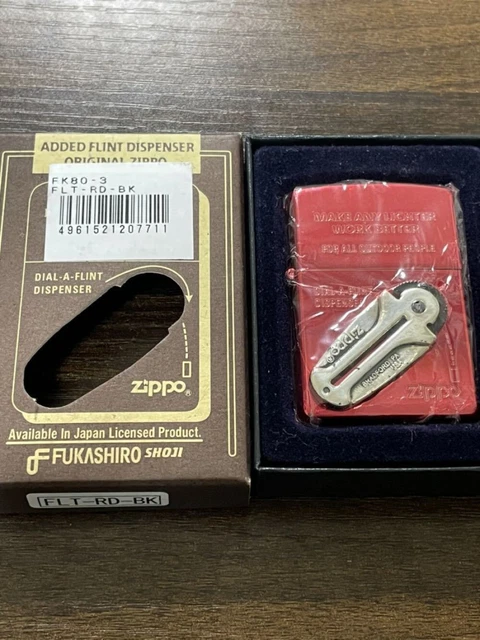 ADDED FLINT DISPENSER
ORIGINAL ZIPPO
FK80-3
FLT-RD-BK
4961521207711
DIAL-A-FLINT
DISPENSER
zippo®
Available In Japan Licensed Product.
FUKASHIRO SHOJI
FLT-RD-BK
MAKE ANY LIGHTER
WORK BETTER
FOR ALL OUTDOOR PEOPLE
DIAL-A-FLINT
DISPENSER
Zippo
BRADFORD, PA.
zippo